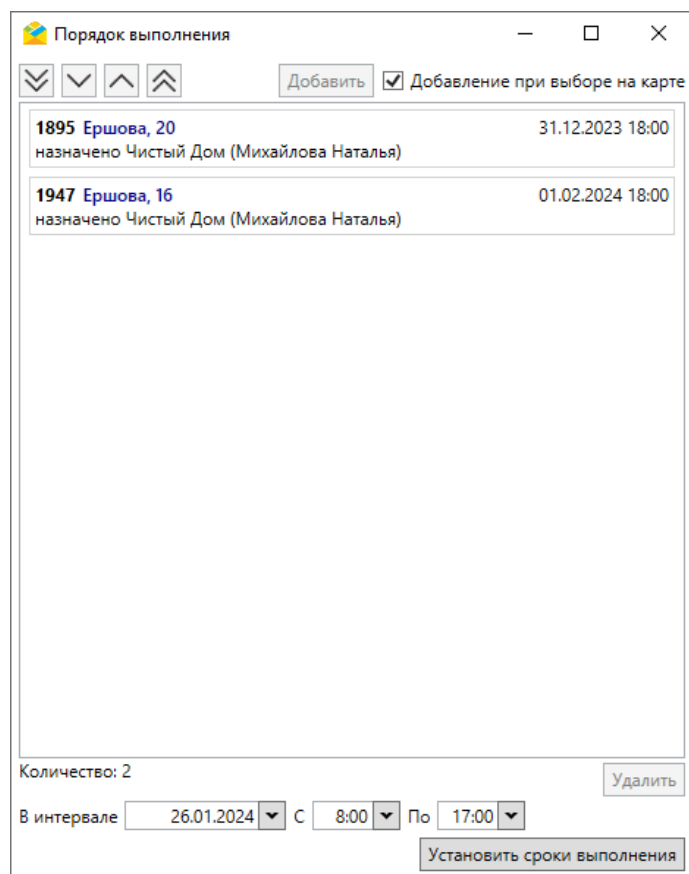 Порядок выполнения
Добавить Добавление при выборе на карте
1895 Ершова, 20 31.12.2023 18:00
назначено Чистый Дом (Михайлова Наталья)
1947 Ершова, 16 01.02.2024 18:00
назначено Чистый Дом (Михайлова Наталья)
Количество: 2
Удалить
В интервале 26.01.2024 С 8:00 По 17:00
Установить сроки выполнения